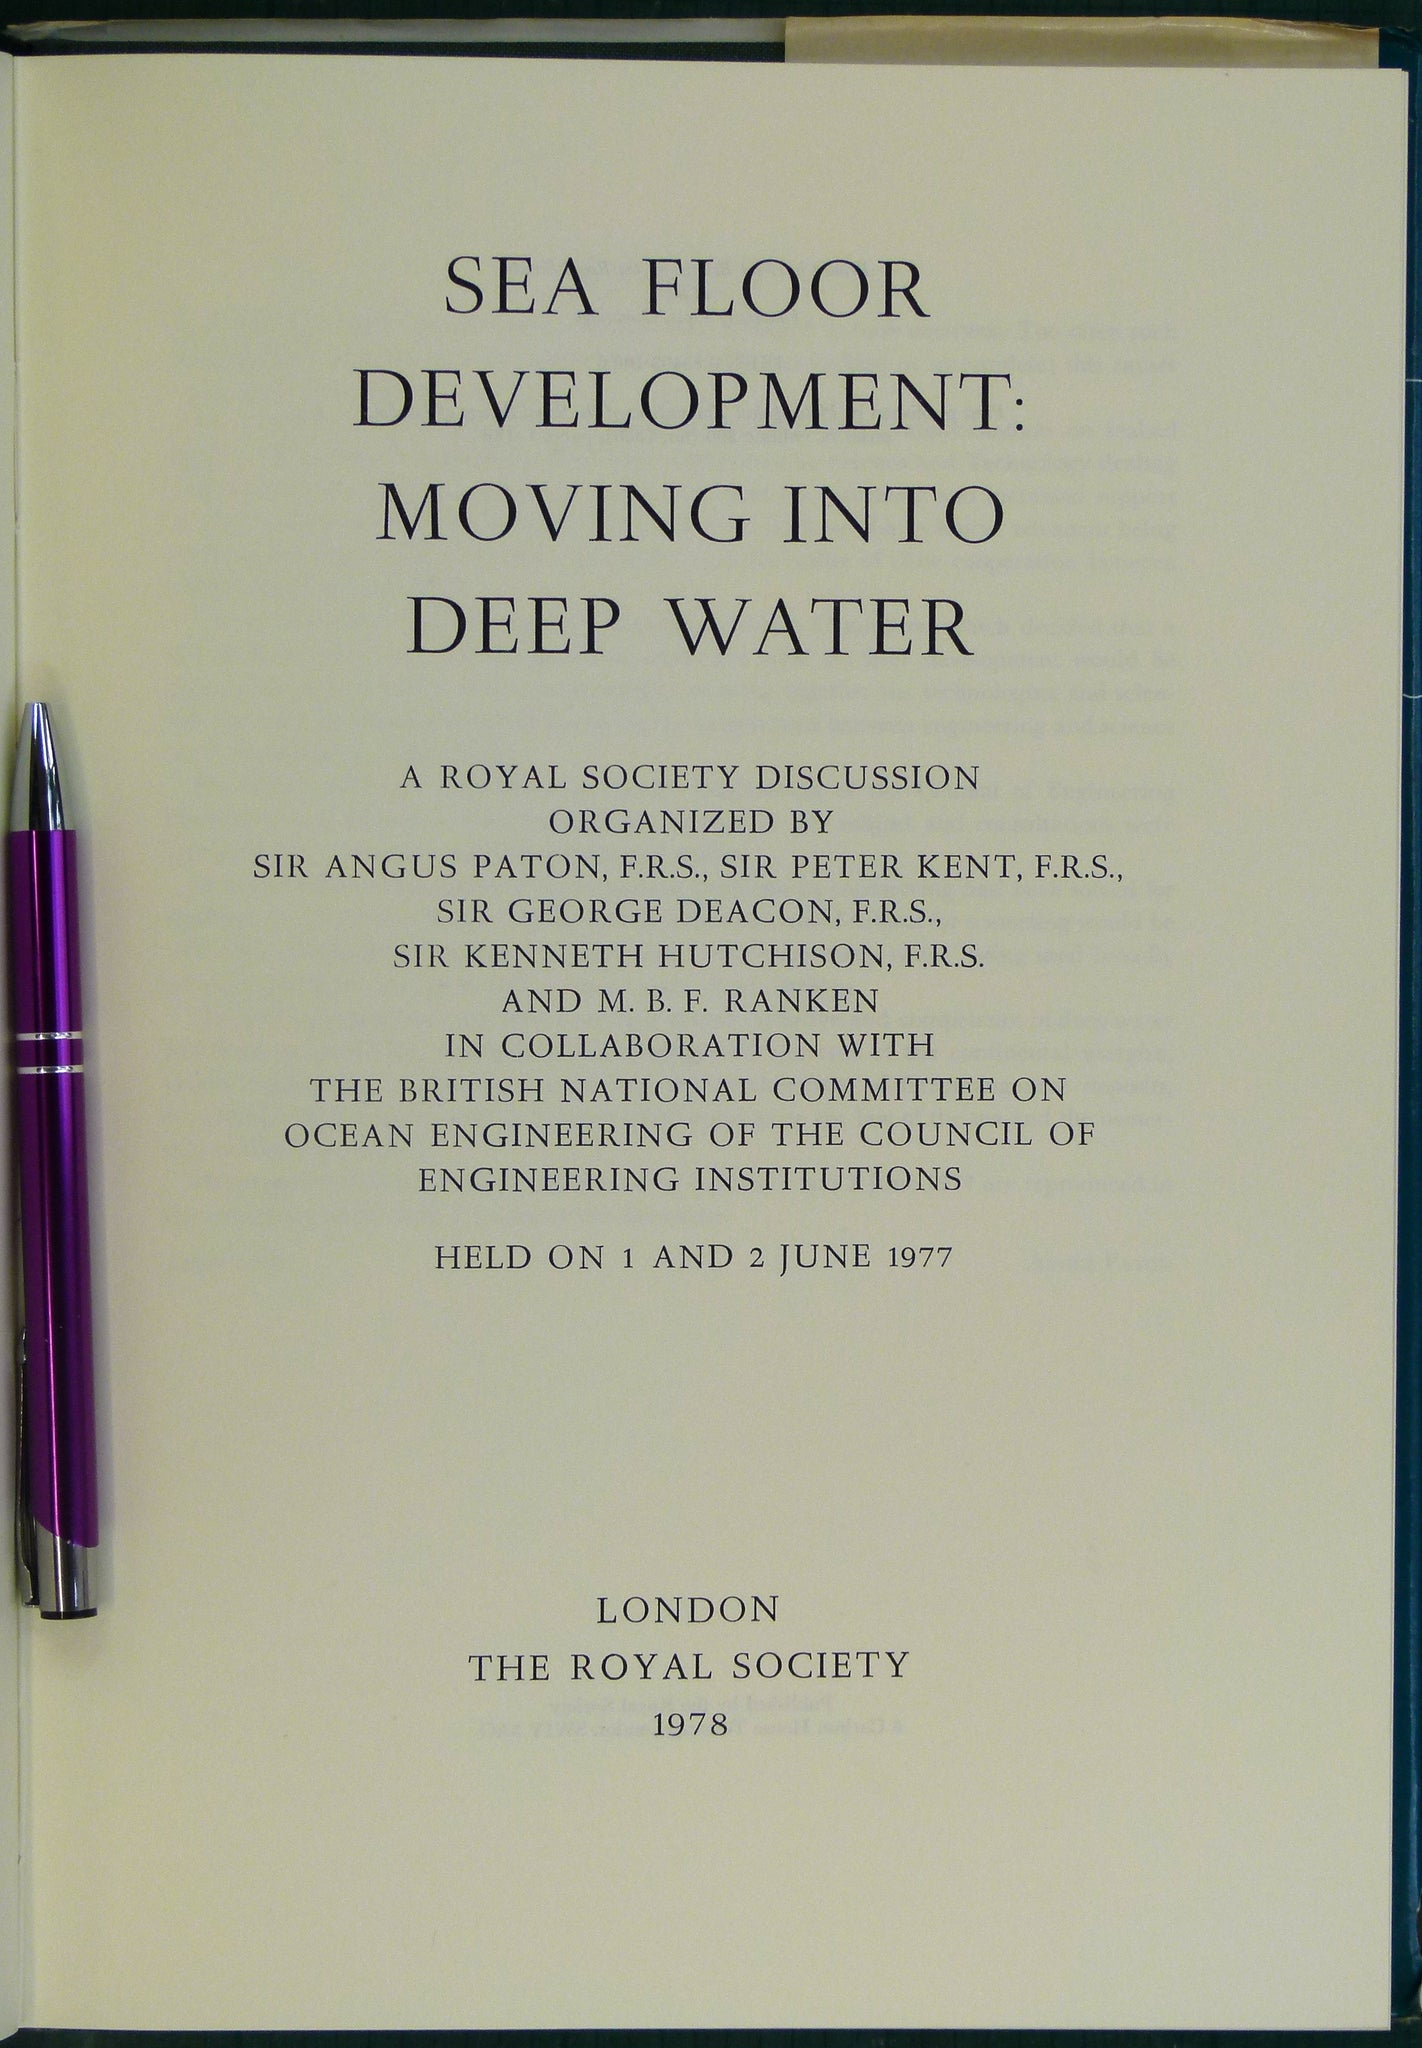 SEA FLOOR
DEVELOPMENT:
MOVING INTO
DEEP WATER
A ROYAL SOCIETY DISCUSSION
ORGANIZED BY
SIR ANGUS PATON, F.R.S., SIR PETER KENT, F.R.S.,
SIR GEORGE DEACON, F.R.S.,
SIR KENNETH HUTCHISON, F.R.S.
AND M. B. F. RANKEN
IN COLLABORATION WITH
THE BRITISH NATIONAL COMMITTEE ON
OCEAN ENGINEERING OF THE COUNCIL OF
ENGINEERING INSTITUTIONS
HELD ON 1 AND 2 JUNE 1977
LONDON
THE ROYAL SOCIETY
1978